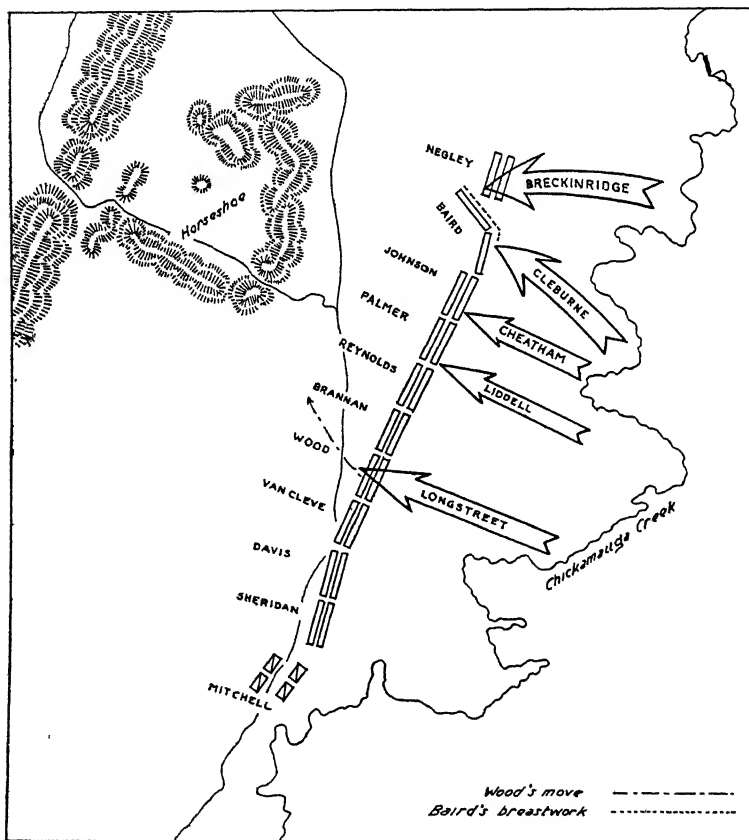 NEGLEY
BRECKINRIDGE
BAIRD
Horseshoe
JOHNSON
CLEBURNE
PALMER
CHEATHAM
REYNOLDS
LIDDELL
BRANNAN
WOOD
VAN CLEVE
LONGSTREET
DAVIS
Chickamauga Creek
SHERIDAN
MITCHELL
Wood's move
Baird's breastwork